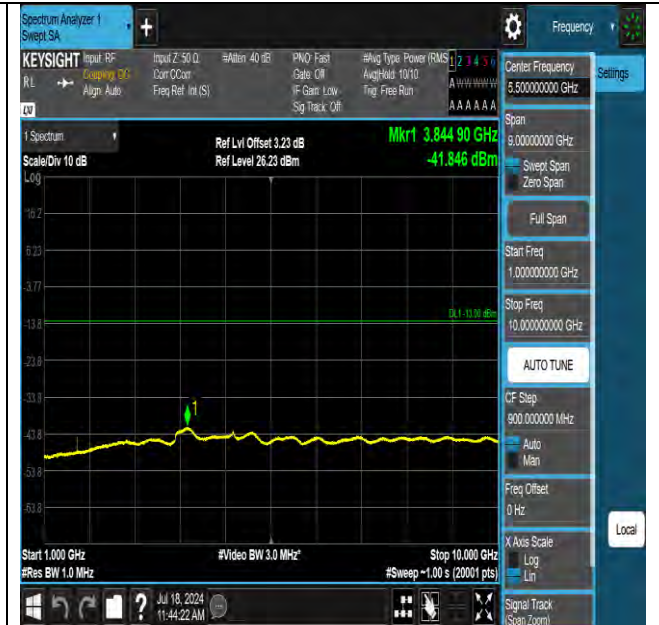 Spectrum Analyzer 1
Swept SA
+
Frequency
KEYSIGHT Input: RF
RL
Coupling: DC
Align: Auto
Input Z: 50 Ω
Corr CCorr
Freq Ref: Int (S)
#Atten: 40 dB
PNO: Fast
Gate: Off
IF Gain: Low
Sig Track: Off
#Avg Type: Power (RMS
Avg|Hold: 10/10
Trig: Free Run
1 2 3 4 5 6
A W W W W W
A A A A A A
1 Spectrum
Scale/Div 10 dB
Log
Ref Lvl Offset 3.23 dB
Ref Level 26.23 dBm
Mkr1 3.844 90 GHz
-41.846 dBm
16.2
6.23
-3.77
-13.8
-23.8
-33.8
-43.8
-53.8
-63.8
DL1 -13.00 dBm
1
Start 1.000 GHz
#Res BW 1.0 MHz
#Video BW 3.0 MHz*
Stop 10.000 GHz
#Sweep ~1.00 s (20001 pts)
?
Jul 18, 2024
11:44:22 AM
Center Frequency
5.500000000 GHz
Settings
Span
9.00000000 GHz
Swept Span
Zero Span
Full Span
Start Freq
1.000000000 GHz
Stop Freq
10.000000000 GHz
AUTO TUNE
CF Step
900.000000 MHz
Auto
Man
Freq Offset
0 Hz
X Axis Scale
Log
Lin
Local
Signal Track
(Span Zoom)